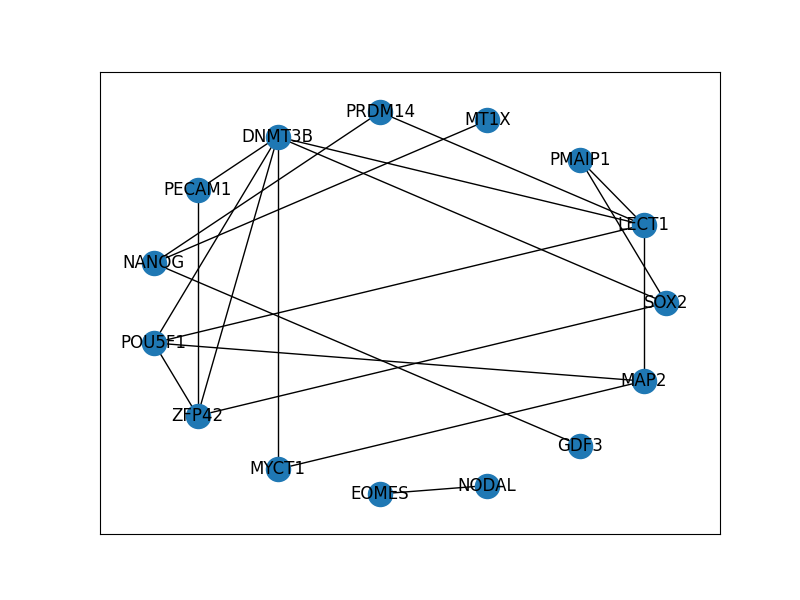 PRDM14
MT1X
DNMT3B
PMAIP1
PECAM1
LECT1
NANOG
SOX2
POU5F1
MAP2
ZFP42
GDF3
MYCT1
NODAL
EOMES